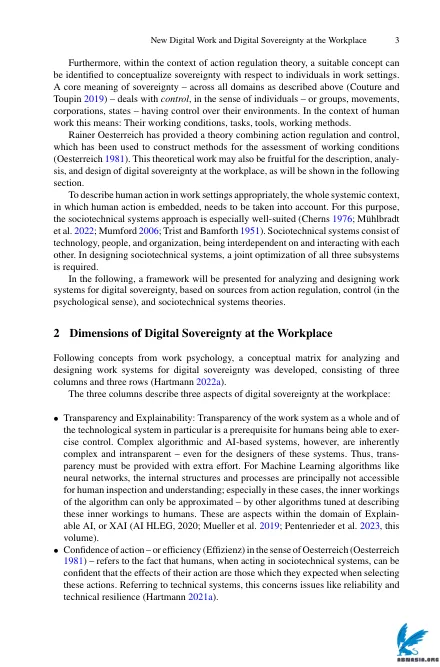 New Digital Work and Digital Sovereignty at the Workplace 3
Furthermore, within the context of action regulation theory, a suitable concept can
be identified to conceptualize sovereignty with respect to individuals in work settings.
A core meaning of sovereignty – across all domains as described above (Couture and
Toupin 2019) – deals with control, in the sense of individuals – or groups, movements,
corporations, states – having control over their environments. In the context of human
work this means: Their working conditions, tasks, tools, working methods.
Rainer Oesterreich has provided a theory combining action regulation and control,
which has been used to construct methods for the assessment of working conditions
(Oesterreich 1981). This theoretical work may also be fruitful for the description, analy-
sis, and design of digital sovereignty at the workplace, as will be shown in the following
section.
To describe human action in work settings appropriately, the whole systemic context,
in which human action is embedded, needs to be taken into account. For this purpose,
the sociotechnical systems approach is especially well-suited (Cherns 1976; Mühlbradt
et al. 2022; Mumford 2006; Trist and Bamforth 1951). Sociotechnical systems consist of
technology, people, and organization, being interdependent on and interacting with each
other. In designing sociotechnical systems, a joint optimization of all three subsystems
is required.
In the following, a framework will be presented for analyzing and designing work
systems for digital sovereignty, based on sources from action regulation, control (in the
psychological sense), and sociotechnical systems theories.
2 Dimensions of Digital Sovereignty at the Workplace
Following concepts from work psychology, a conceptual matrix for analyzing and
designing work systems for digital sovereignty was developed, consisting of three
columns and three rows (Hartmann 2022a).
The three columns describe three aspects of digital sovereignty at the workplace:
• Transparency and Explainability: Transparency of the work system as a whole and of
the technological system in particular is a prerequisite for humans being able to exer-
cise control. Complex algorithmic and AI-based systems, however, are inherently
complex and intransparent – even for the designers of these systems. Thus, trans-
parency must be provided with extra effort. For Machine Learning algorithms like
neural networks, the internal structures and processes are principally not accessible
for human inspection and understanding; especially in these cases, the inner workings
of the algorithm can only be approximated – by other algorithms tuned at describing
these inner workings to humans. These are aspects within the domain of Explain-
able AI, or XAI (AI HLEG, 2020; Mueller et al. 2019; Pentenrieder et al. 2023, this
volume).
• Confidence of action – or efficiency (Effizienz) in the sense of Oesterreich (Oesterreich
1981) – refers to the fact that humans, when acting in sociotechnical systems, can be
confident that the effects of their action are those which they expected when selecting
these actions. Referring to technical systems, this concerns issues like reliability and
technical resilience (Hartmann 2021a).